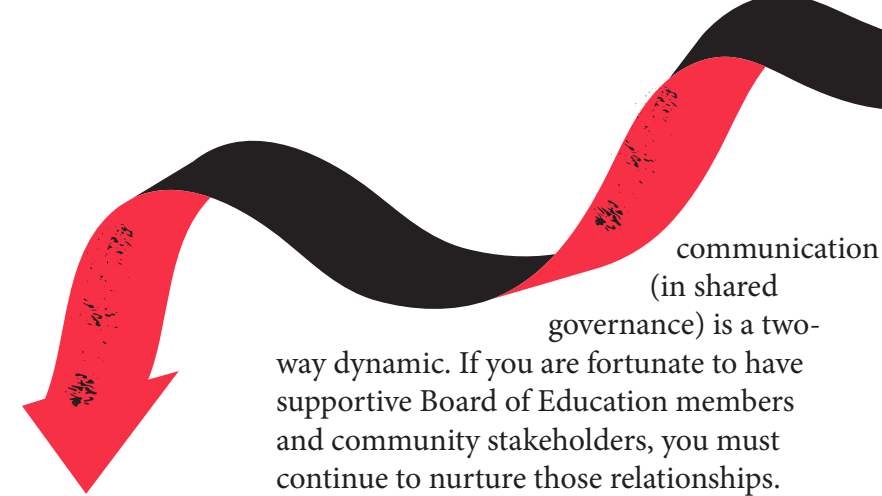 communication
(in shared
governance) is a two-
way dynamic. If you are fortunate to have
supportive Board of Education members
and community stakeholders, you must
continue to nurture those relationships.